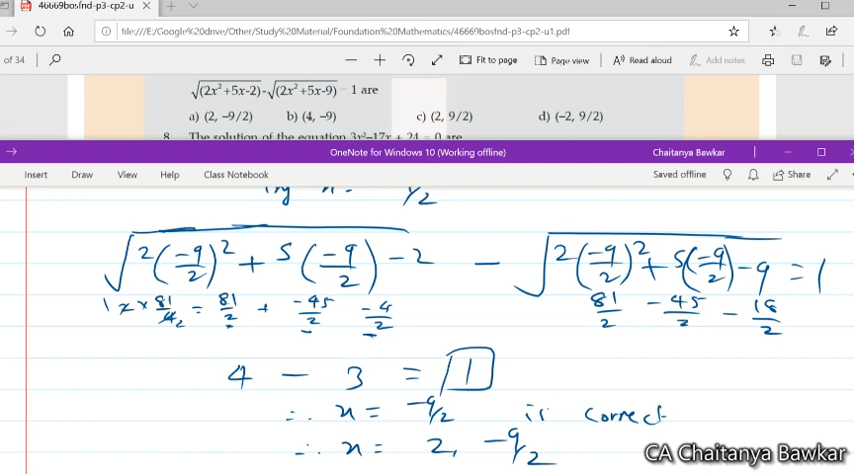 46669bosfnd-p3-cp2-u1.pdf
file:///E:/Google%20drive/Other/Study%20Material/Foundation%20Mathematics/46669bosfnd-p3-cp2-u1.pdf
of 34 Fit to page Page view Read aloud Add notes
√(2x²+5x-2)-√(2x²+5x-9) = 1 are
a) (2, −9/2) b) (4, −9) c) (2, 9/2) d) (−2, 9/2)
8. The solution of the equation 3x²–17x + 24 = 0 are
OneNote for Windows 10 (Working offline) Chaitanya Bawkar
Insert Draw View Help Class Notebook Saved offline Share
Try x = 9/2
√2(-9/2)² + 5(-9/2) - 2 - √2(-9/2)² + 5(-9/2) - 9 = 1
81/4 = 81/2 + -45/2 -4/2 81/2 - 45/2 - 18/2
4 - 3 = 1
∴ x = -9/2 is correct
∴ x = 2, -9/2
CA Chaitanya Bawkar